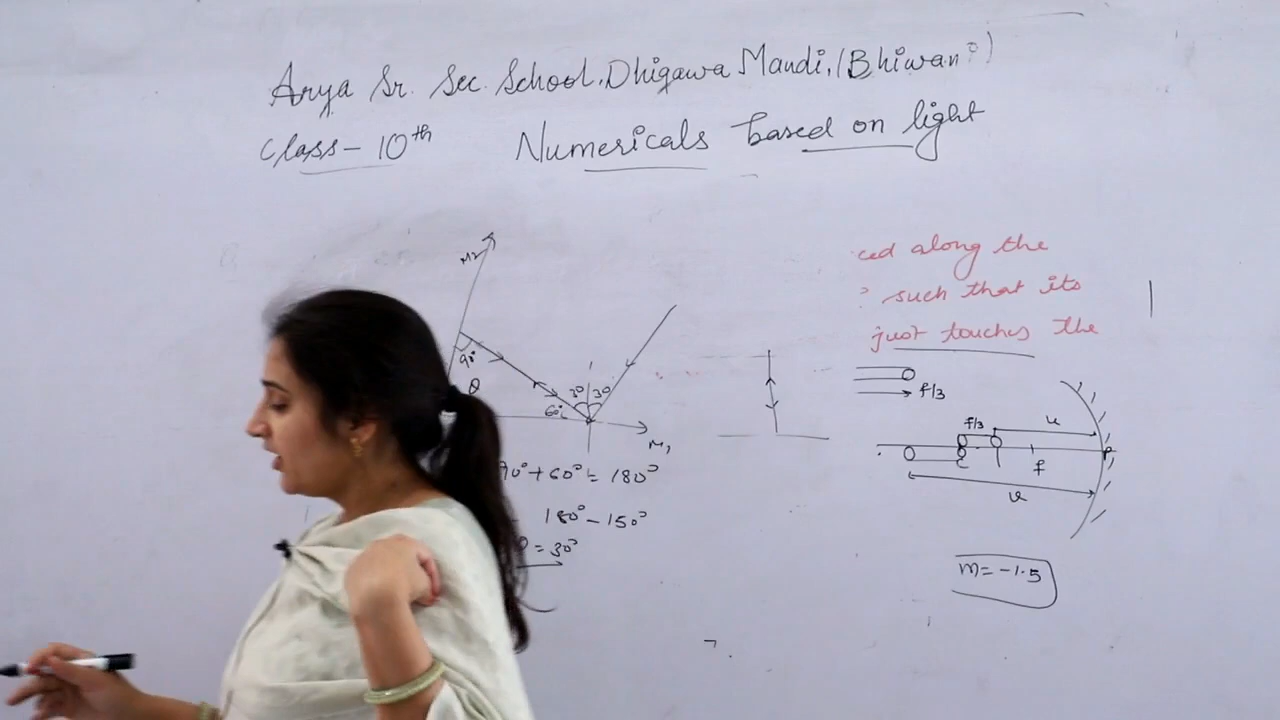 Arya Sr. Sec. School, Dhigawa Mandi, (Bhiwani)
Class - 10th Numericals based on light
ced along the
such that its
just touches the
M2
90°
θ
30 30
60°
M1
90° + 60° = 180°
180° - 150°
θ = 30°
f/3
f/3
u
P
c
f
v
m = -1.5